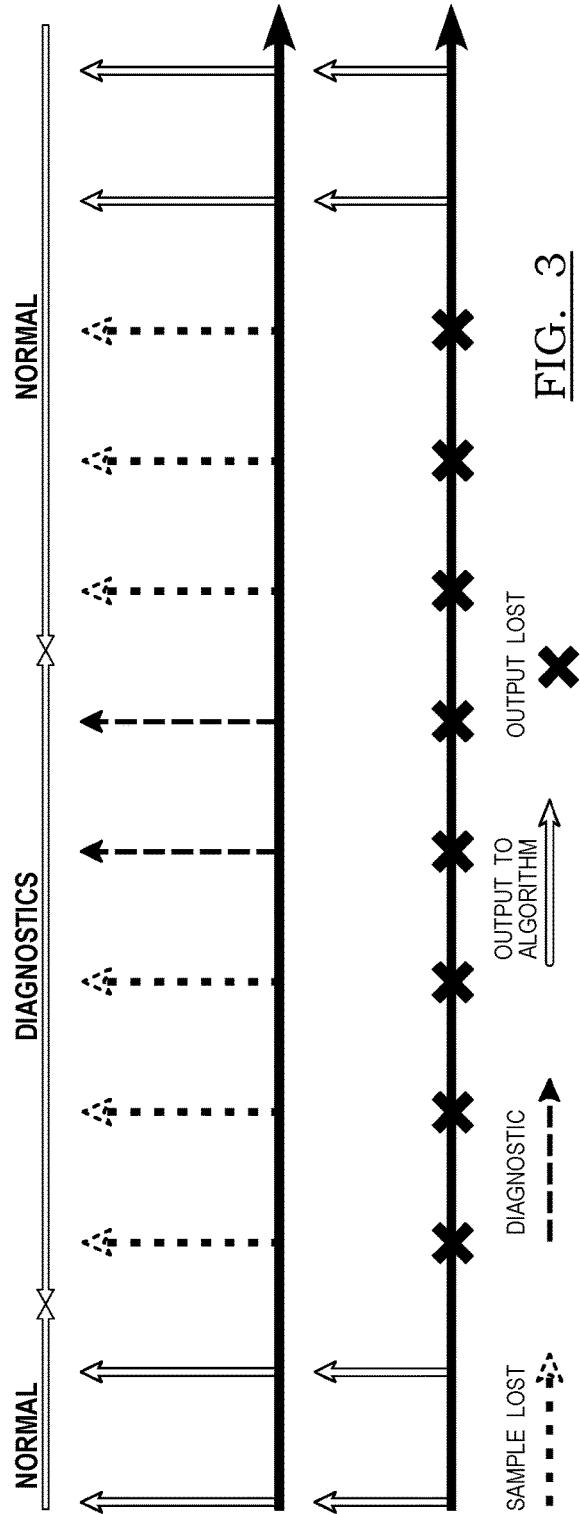 NORMAL
DIAGNOSTICS
NORMAL
SAMPLE LOST
DIAGNOSTIC
OUTPUT TO
ALGORITHM
OUTPUT LOST
FIG. 3